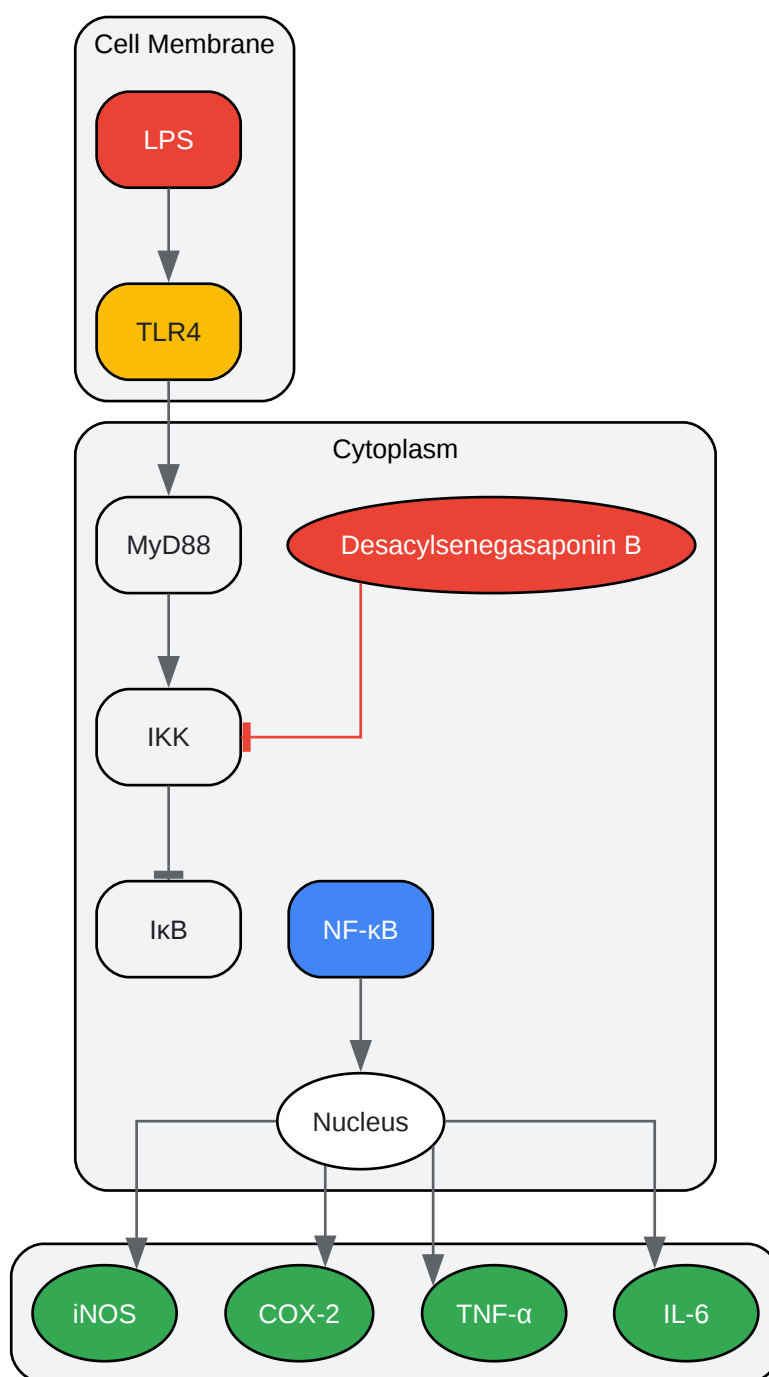 Cell Membrane
LPS
TLR4
Cytoplasm
MyD88
Desacylsenegasaponin B
IKK
IκB
NF-κB
Nucleus
iNOS
COX-2
TNF-α
IL-6